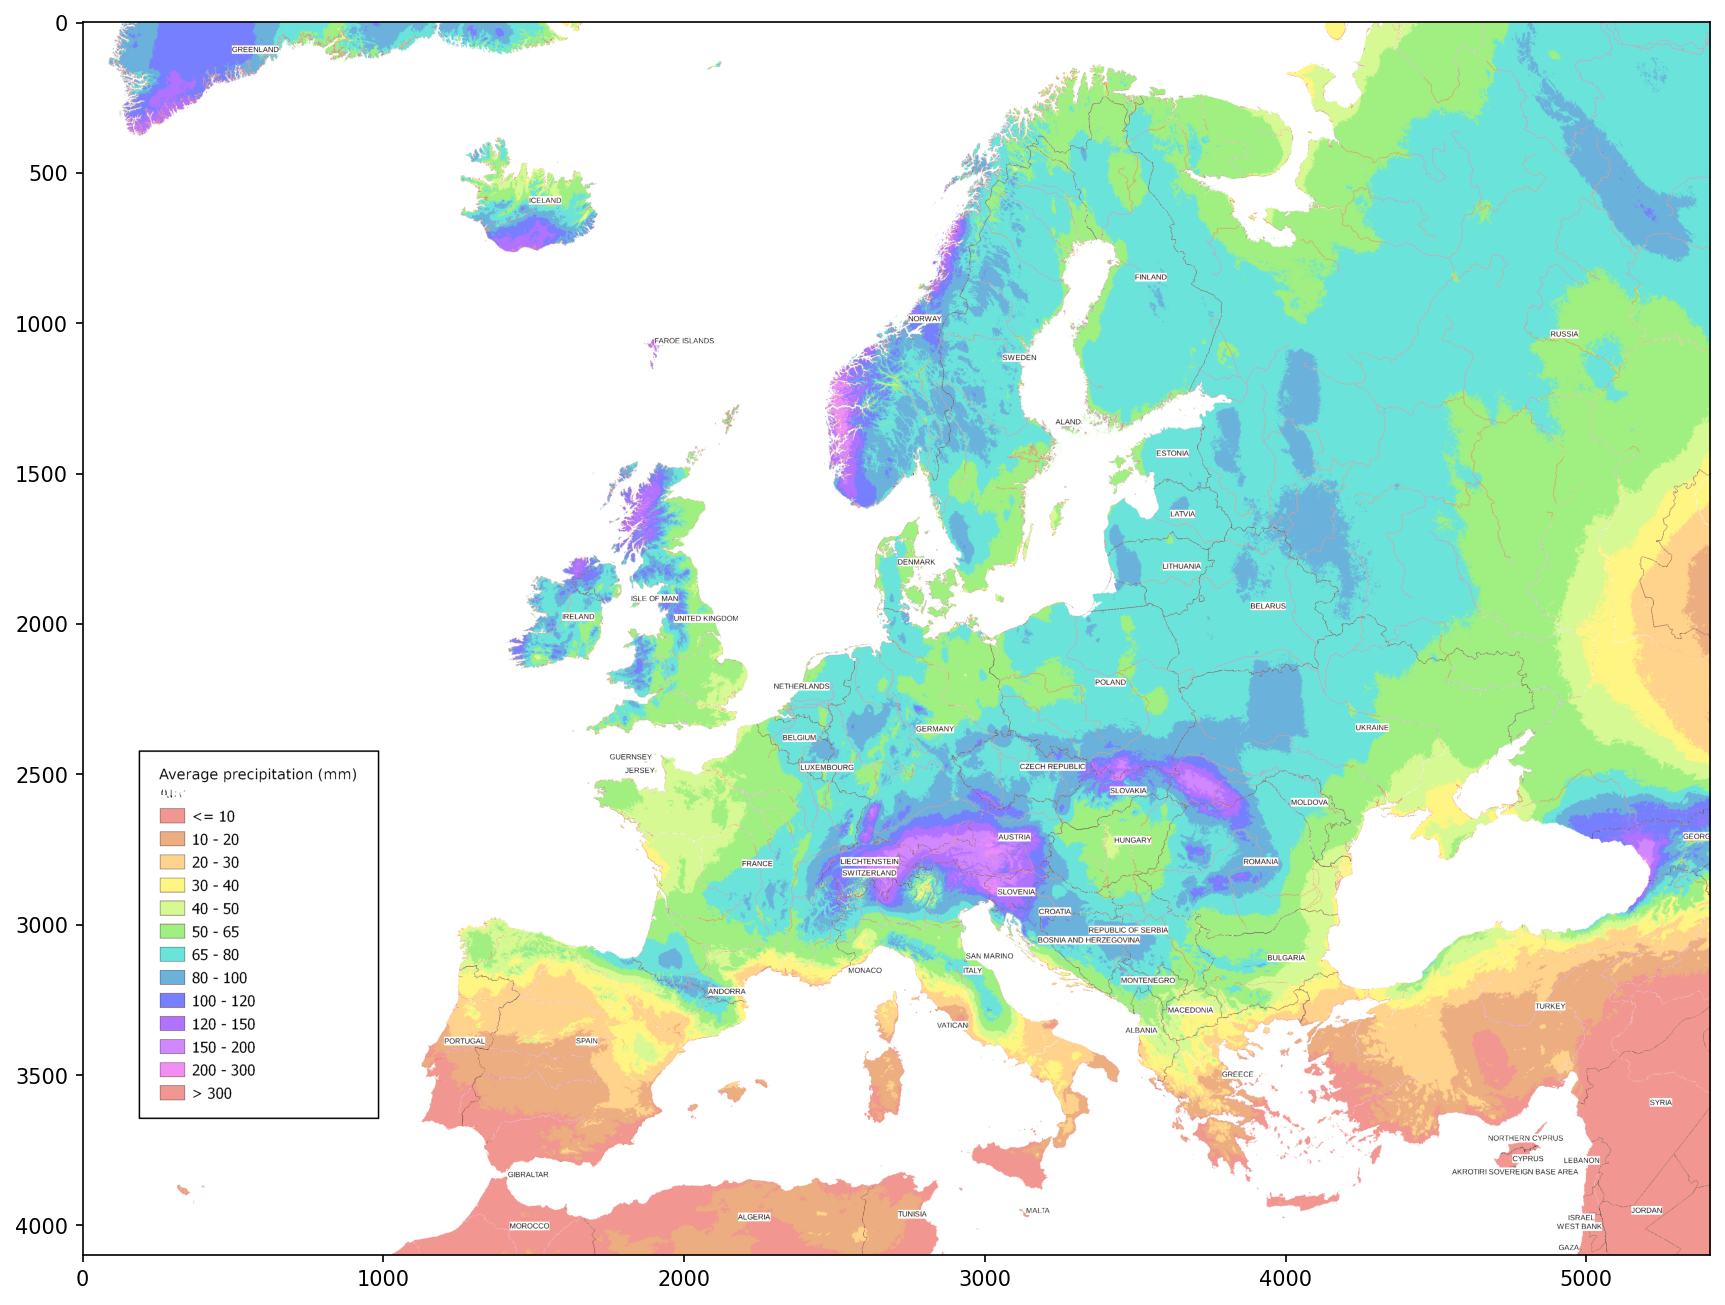 0
500
1000
1500
2000
2500
3000
3500
4000
GREENLAND
ICELAND
FINLAND
NORWAY
RUSSIA
FAROE ISLANDS
SWEDEN
ALAND
ESTONIA
LATVIA
DENMARK
LITHUANIA
ISLE OF MAN
BELARUS
IRELAND
UNITED KINGDOM
POLAND
NETHERLANDS
UKRAINE
GERMANY
BELGIUM
GUERNSEY
CZECH REPUBLIC
LUXEMBOURG
JERSEY
SLOVAKIA
MOLDOVA
AUSTRIA
GEORG
HUNGARY
LIECHTENSTEIN
ROMANIA
FRANCE
SWITZERLAND
SLOVENIA
CROATIA
REPUBLIC OF SERBIA
BOSNIA AND HERZEGOVINA
SAN MARINO
BULGARIA
MONACO
ITALY
MONTENEGRO
ANDORRA
TURKEY
MACEDONIA
VATICAN
ALBANIA
PORTUGAL
SPAIN
GREECE
SYRIA
NORTHERN CYPRUS
CYPRUS
LEBANON
AKROTIRI SOVEREIGN BASE AREA
GIBRALTAR
MALTA
JORDAN
TUNISIA
ALGERIA
ISRAEL
MOROCCO
WEST BANK
GAZA
Average precipitation (mm)
<= 10
10 - 20
20 - 30
30 - 40
40 - 50
50 - 65
65 - 80
80 - 100
100 - 120
120 - 150
150 - 200
200 - 300
> 300
0
1000
2000
3000
4000
5000